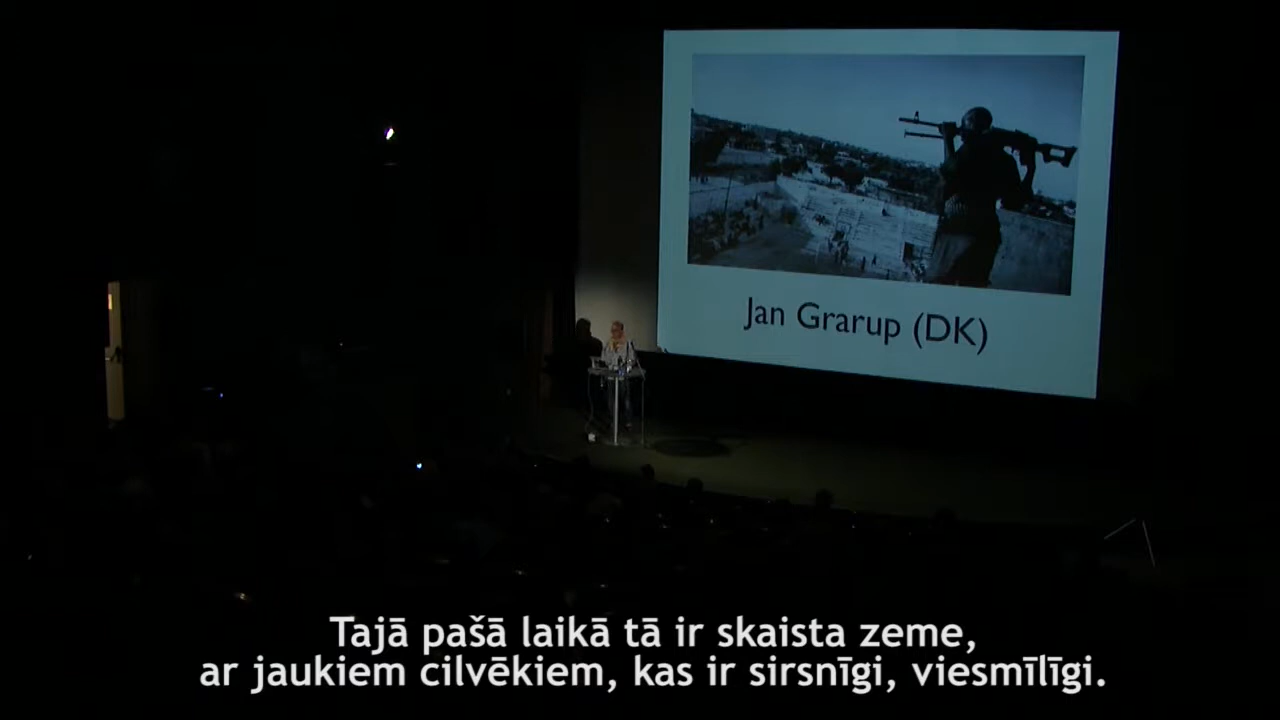 Jan Grarup (DK)
Tajā pašā laikā tā ir skaista zeme,
ar jaukiem cilvēkiem, kas ir sirsnīgi, viesmīlīgi.